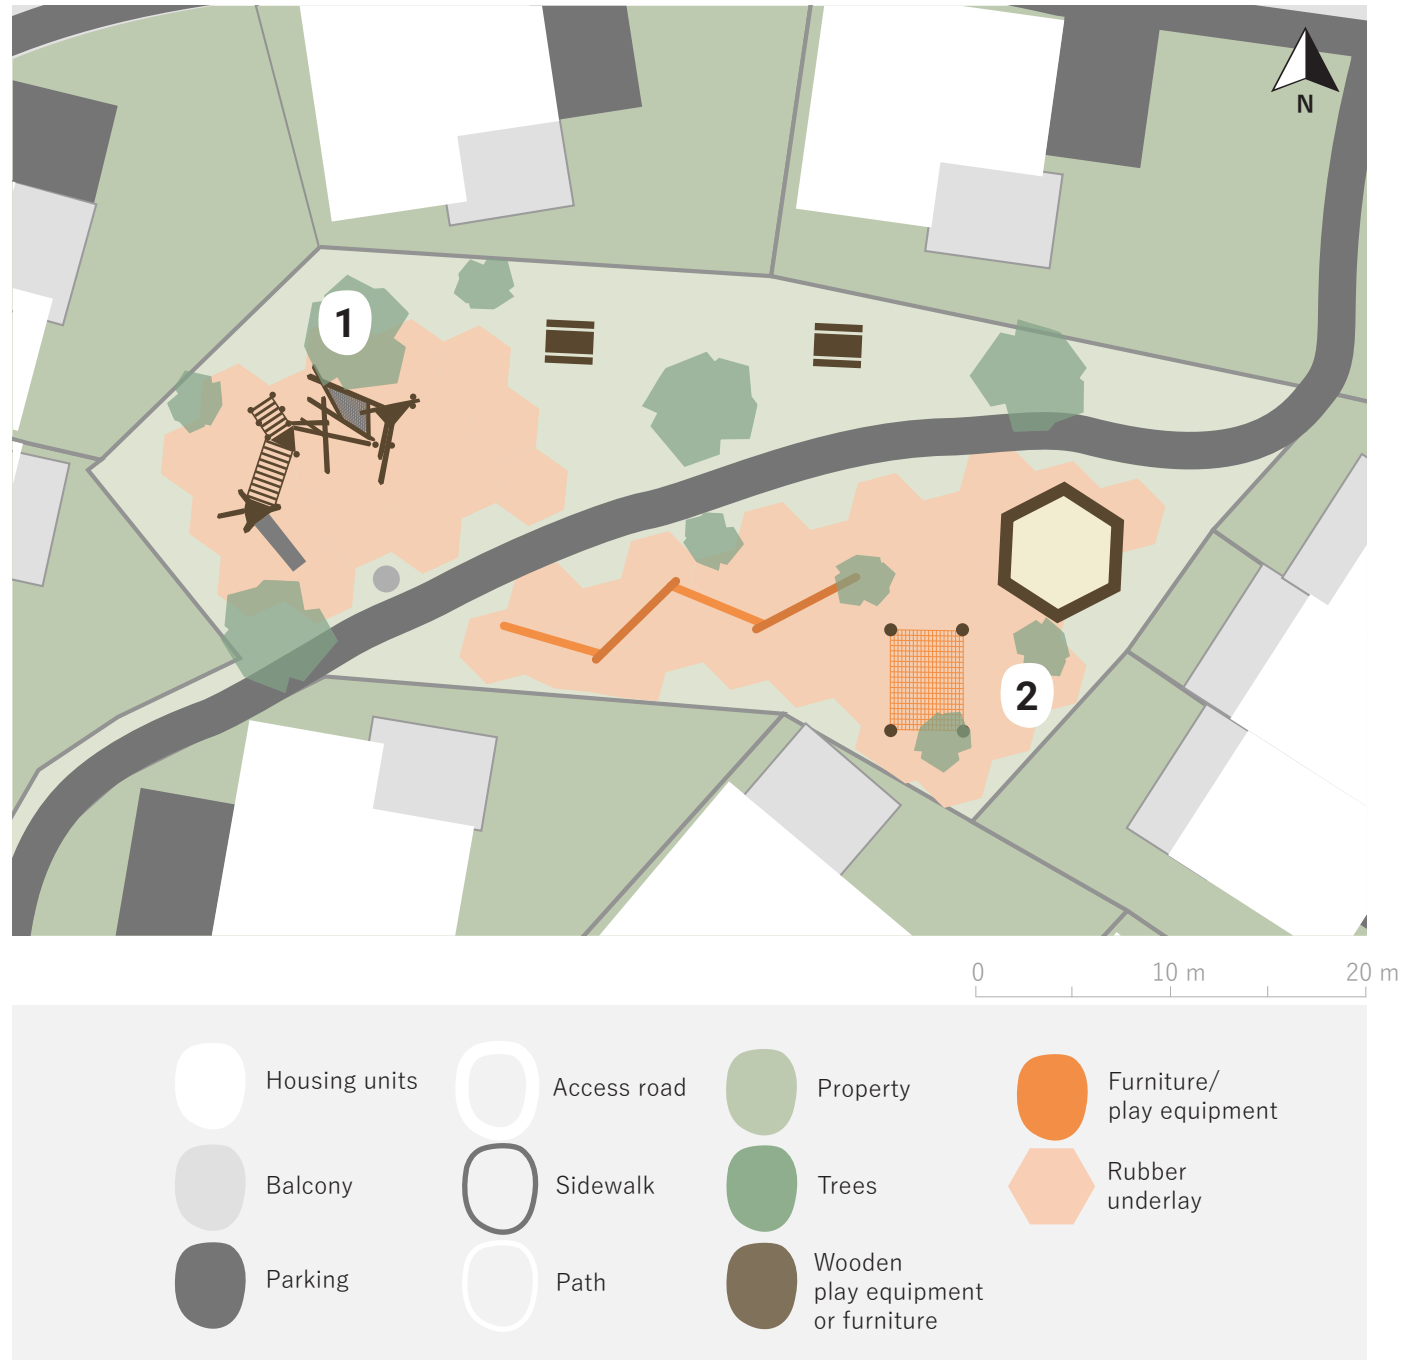 N
1
2
0 10 m 20 m
Housing units
Access road
Property
Furniture/
play equipment
Balcony
Sidewalk
Trees
Rubber
underlay
Parking
Path
Wooden
play equipment
or furniture